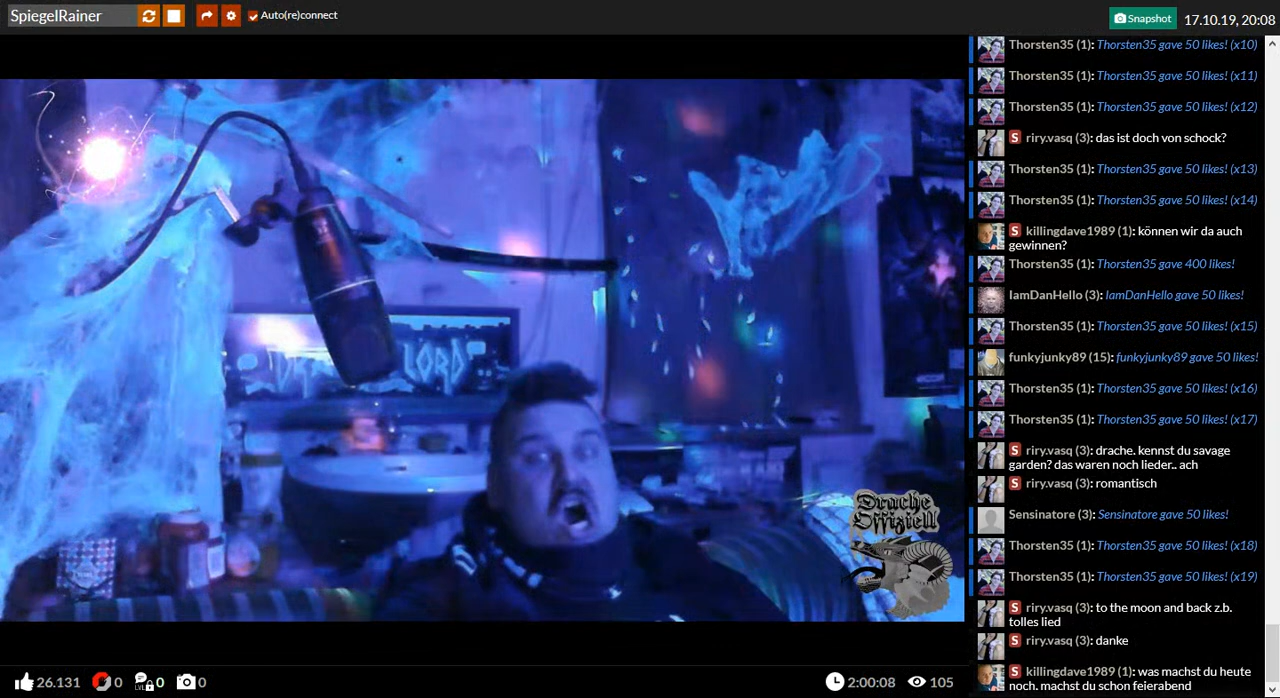 SpiegelRainer
Auto(re)connect
Snapshot
17.10.19, 20:08
LORD
Drache
Offiziell
Thorsten35 (1): Thorsten35 gave 50 likes! (x10)
Thorsten35 (1): Thorsten35 gave 50 likes! (x11)
Thorsten35 (1): Thorsten35 gave 50 likes! (x12)
S riry.vasq (3): das ist doch von schock?
Thorsten35 (1): Thorsten35 gave 50 likes! (x13)
Thorsten35 (1): Thorsten35 gave 50 likes! (x14)
S killingdave1989 (1): können wir da auch
gewinnen?
Thorsten35 (1): Thorsten35 gave 400 likes!
IamDanHello (3): IamDanHello gave 50 likes!
Thorsten35 (1): Thorsten35 gave 50 likes! (x15)
funkyjunky89 (15): funkyjunky89 gave 50 likes!
Thorsten35 (1): Thorsten35 gave 50 likes! (x16)
Thorsten35 (1): Thorsten35 gave 50 likes! (x17)
S riry.vasq (3): drache. kennst du savage
garden? das waren noch lieder.. ach
S riry.vasq (3): romantisch
Sensinatore (3): Sensinatore gave 50 likes!
Thorsten35 (1): Thorsten35 gave 50 likes! (x18)
Thorsten35 (1): Thorsten35 gave 50 likes! (x19)
S riry.vasq (3): to the moon and back z.b.
tolles lied
S riry.vasq (3): danke
S killingdave1989 (1): was machst du heute
noch. machst du schon feierabend
26.131
0
LVL 0
0
2:00:08
105